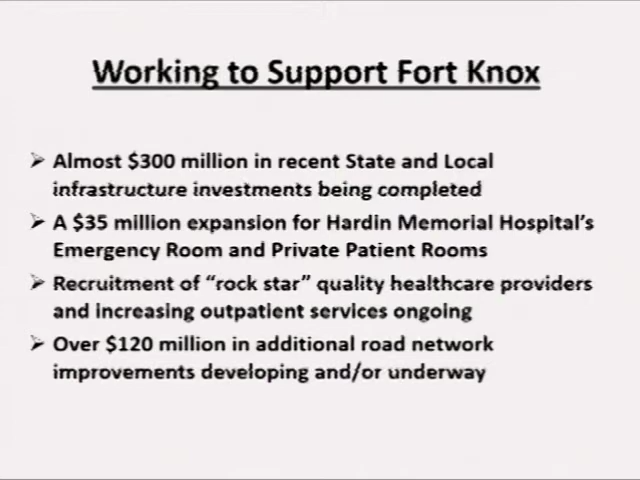 Working to Support Fort Knox
➢ Almost $300 million in recent State and Local
infrastructure investments being completed
➢ A $35 million expansion for Hardin Memorial Hospital's
Emergency Room and Private Patient Rooms
➢ Recruitment of “rock star” quality healthcare providers
and increasing outpatient services ongoing
➢ Over $120 million in additional road network
improvements developing and/or underway